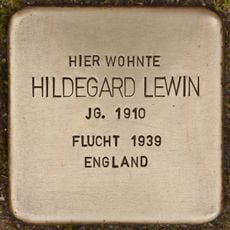 HIER WOHNTE
HILDEGARD LEWIN
JG. 1910
FLUCHT 1939
ENGLAND